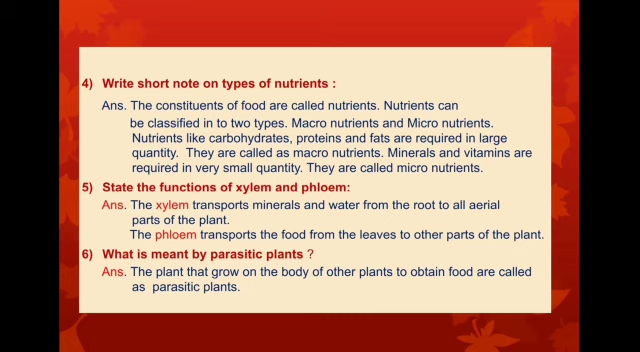 4) Write short note on types of nutrients :
Ans. The constituents of food are called nutrients. Nutrients can
be classified in to two types. Macro nutrients and Micro nutrients.
Nutrients like carbohydrates, proteins and fats are required in large
quantity. They are called as macro nutrients. Minerals and vitamins are
required in very small quantity. They are called micro nutrients.
5) State the functions of xylem and phloem:
Ans. The xylem transports minerals and water from the root to all aerial
parts of the plant.
The phloem transports the food from the leaves to other parts of the plant.
6) What is meant by parasitic plants ?
Ans. The plant that grow on the body of other plants to obtain food are called
as parasitic plants.